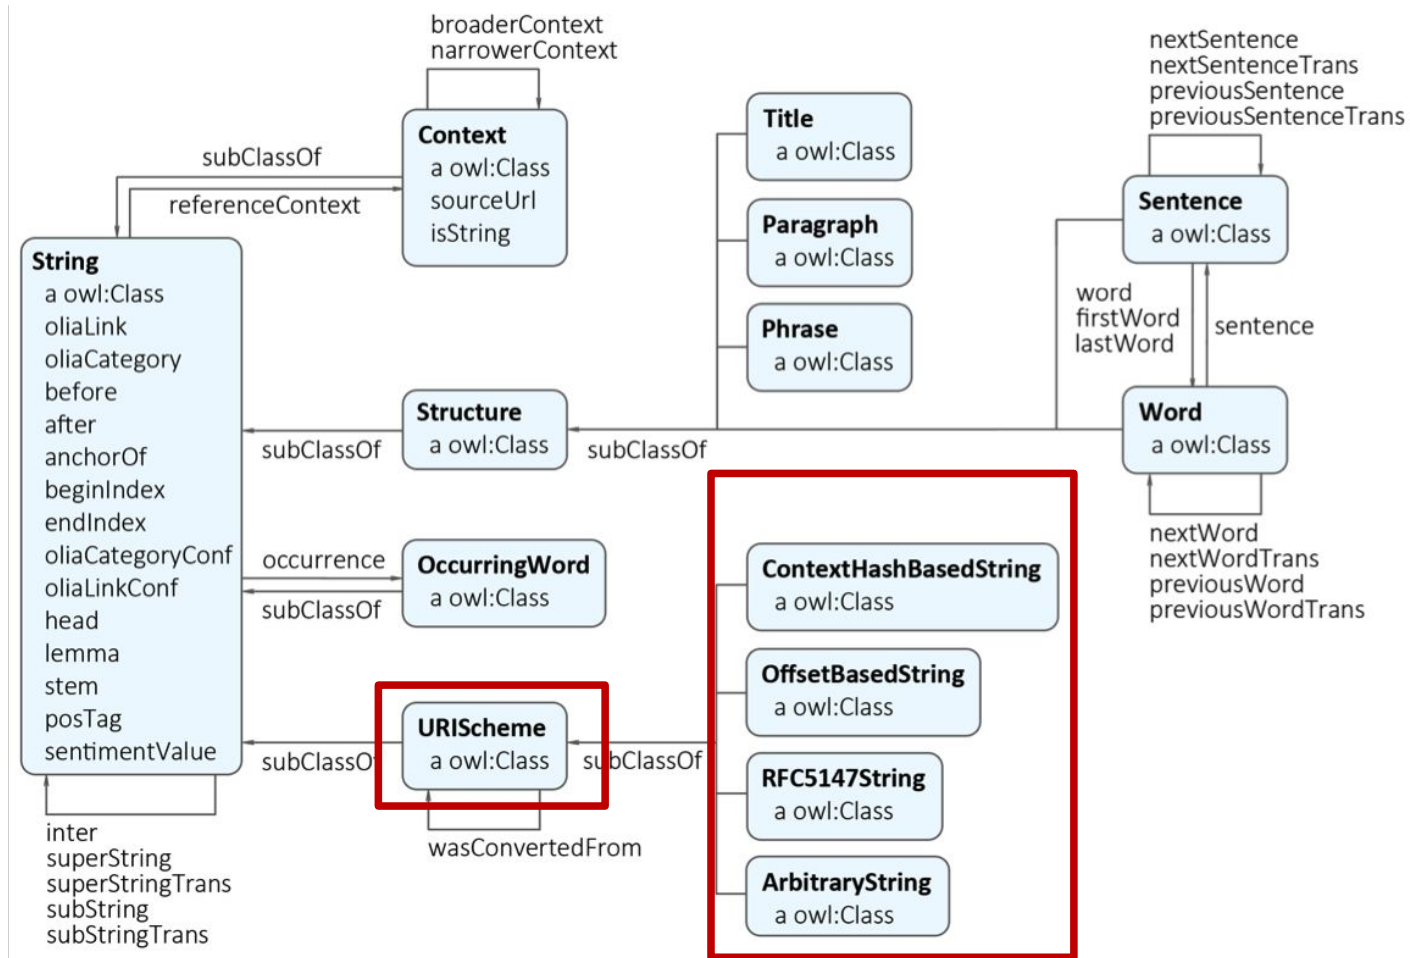 broaderContext
narrowerContext
Context
a owl:Class
sourceUrl
isString
subClassOf
referenceContext
String
a owl:Class
oliaLink
oliaCategory
before
after
anchorOf
beginIndex
endIndex
oliaCategoryConf
oliaLinkConf
head
lemma
stem
posTag
sentimentValue
inter
superString
superStringTrans
subString
subStringTrans
subClassOf
Structure
a owl:Class
subClassOf
Title
a owl:Class
Paragraph
a owl:Class
Phrase
a owl:Class
nextSentence
nextSentenceTrans
previousSentence
previousSentenceTrans
Sentence
a owl:Class
word
firstWord
lastWord
sentence
Word
a owl:Class
nextWord
nextWordTrans
previousWord
previousWordTrans
occurrence
subClassOf
OccurringWord
a owl:Class
subClassOf
URIScheme
a owl:Class
wasConvertedFrom
subClassOf
ContextHashBasedString
a owl:Class
OffsetBasedString
a owl:Class
RFC5147String
a owl:Class
ArbitraryString
a owl:Class